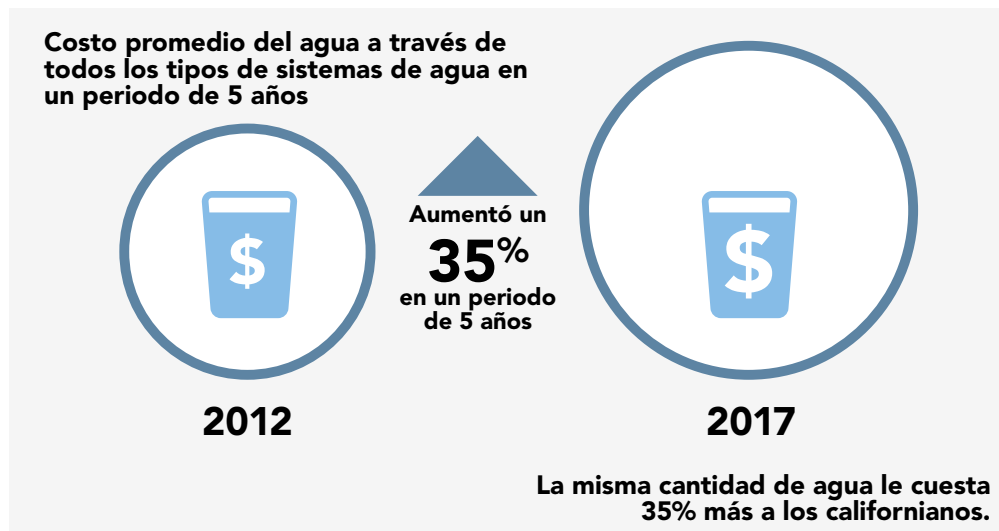 Costo promedio del agua a través de
todos los tipos de sistemas de agua en
un periodo de 5 años
$
$
Aumentó un
35%
en un periodo
de 5 años
2012
2017
La misma cantidad de agua le cuesta
35% más a los californianos.